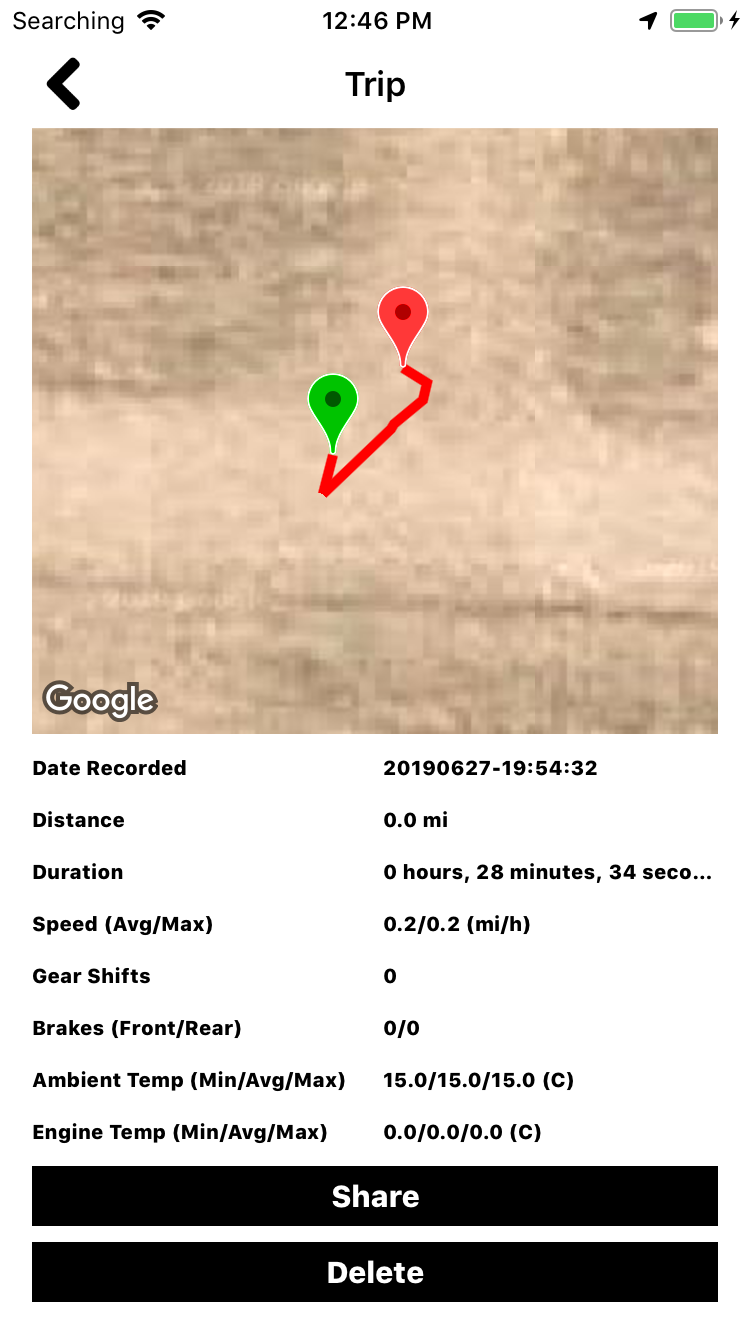 Searching 12:46 PM
Trip
Google
Date Recorded 20190627-19:54:32
Distance 0.0 mi
Duration 0 hours, 28 minutes, 34 seco...
Speed (Avg/Max) 0.2/0.2 (mi/h)
Gear Shifts 0
Brakes (Front/Rear) 0/0
Ambient Temp (Min/Avg/Max) 15.0/15.0/15.0 (C)
Engine Temp (Min/Avg/Max) 0.0/0.0/0.0 (C)
Share
Delete